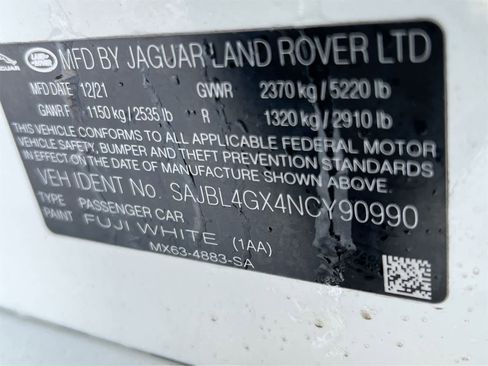 JAGUAR LAND ROVER MFD BY JAGUAR LAND ROVER LTD
MFD DATE 12/21 GVWR 2370 kg / 5220 lb
GAWR F 1150 kg / 2535 lb R 1320 kg / 2910 lb
THIS VEHICLE CONFORMS TO ALL APPLICABLE FEDERAL MOTOR
VEHICLE SAFETY, BUMPER AND THEFT PREVENTION STANDARDS
IN EFFECT ON THE DATE OF MANUFACTURE SHOWN ABOVE.
VEH IDENT No. SAJBL4GX4NCY90990
TYPE PASSENGER CAR
PAINT FUJI WHITE (1AA)
MX63-4883-SA